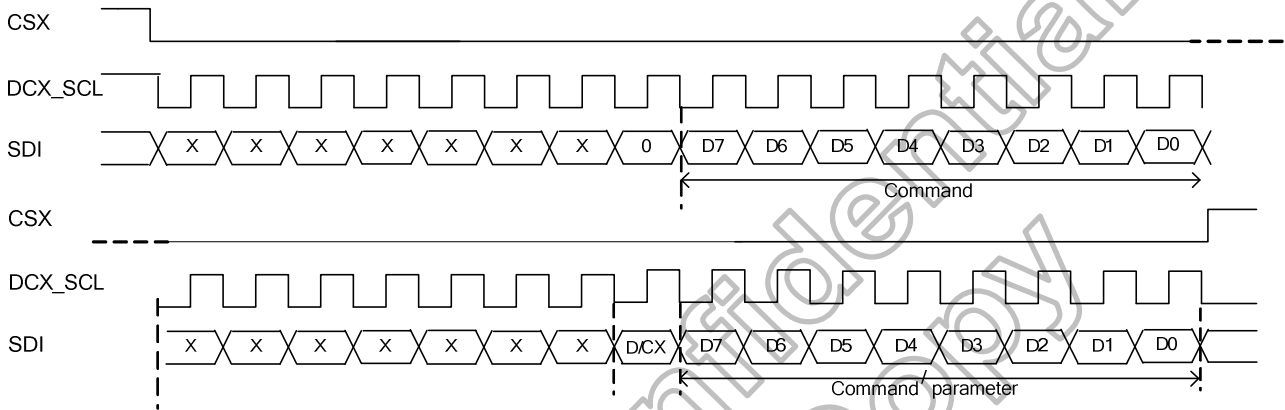 CSX
DCX_SCL
SDI X X X X X X X 0 D7 D6 D5 D4 D3 D2 D1 D0
Command
CSX
DCX_SCL
SDI X X X X X X X D/CX D7 D6 D5 D4 D3 D2 D1 D0
Command / parameter